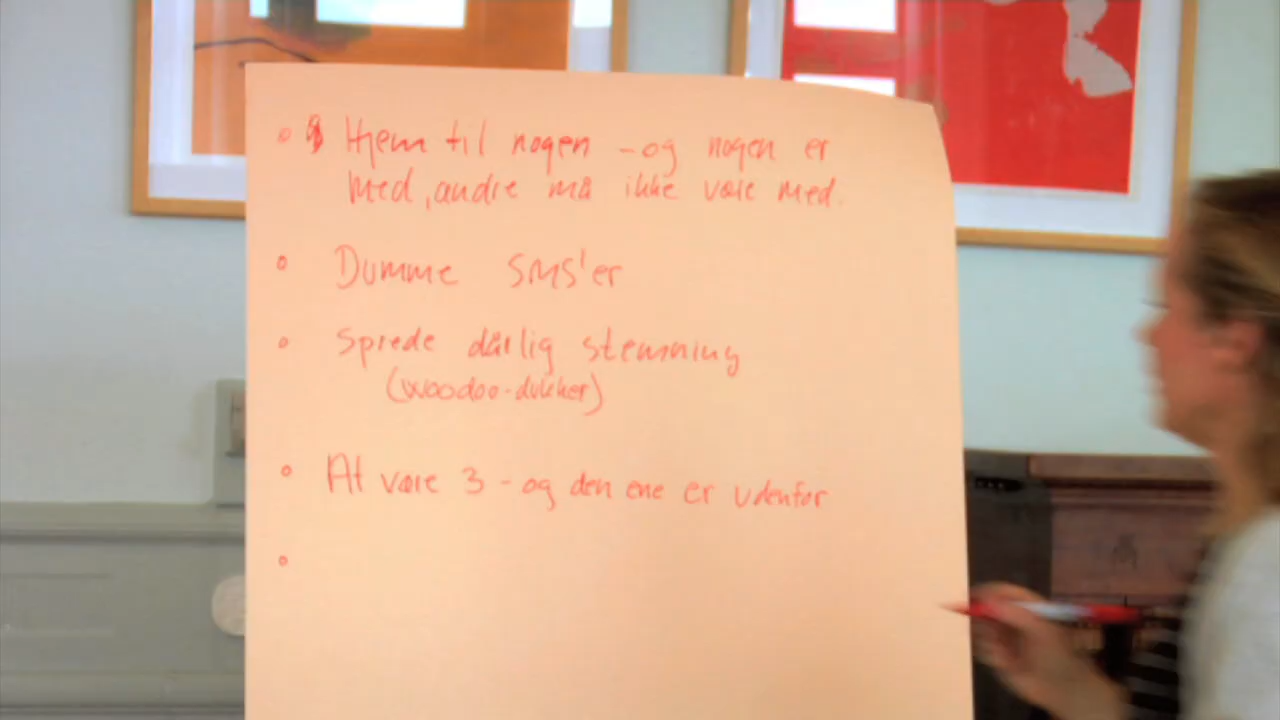 Hjem til nogen - og nogen er
med, andre må ikke være med.
Dumme SMS'er
Sprede dårlig stemning
(woodoo-dukker)
At være 3 - og den ene er udenfor